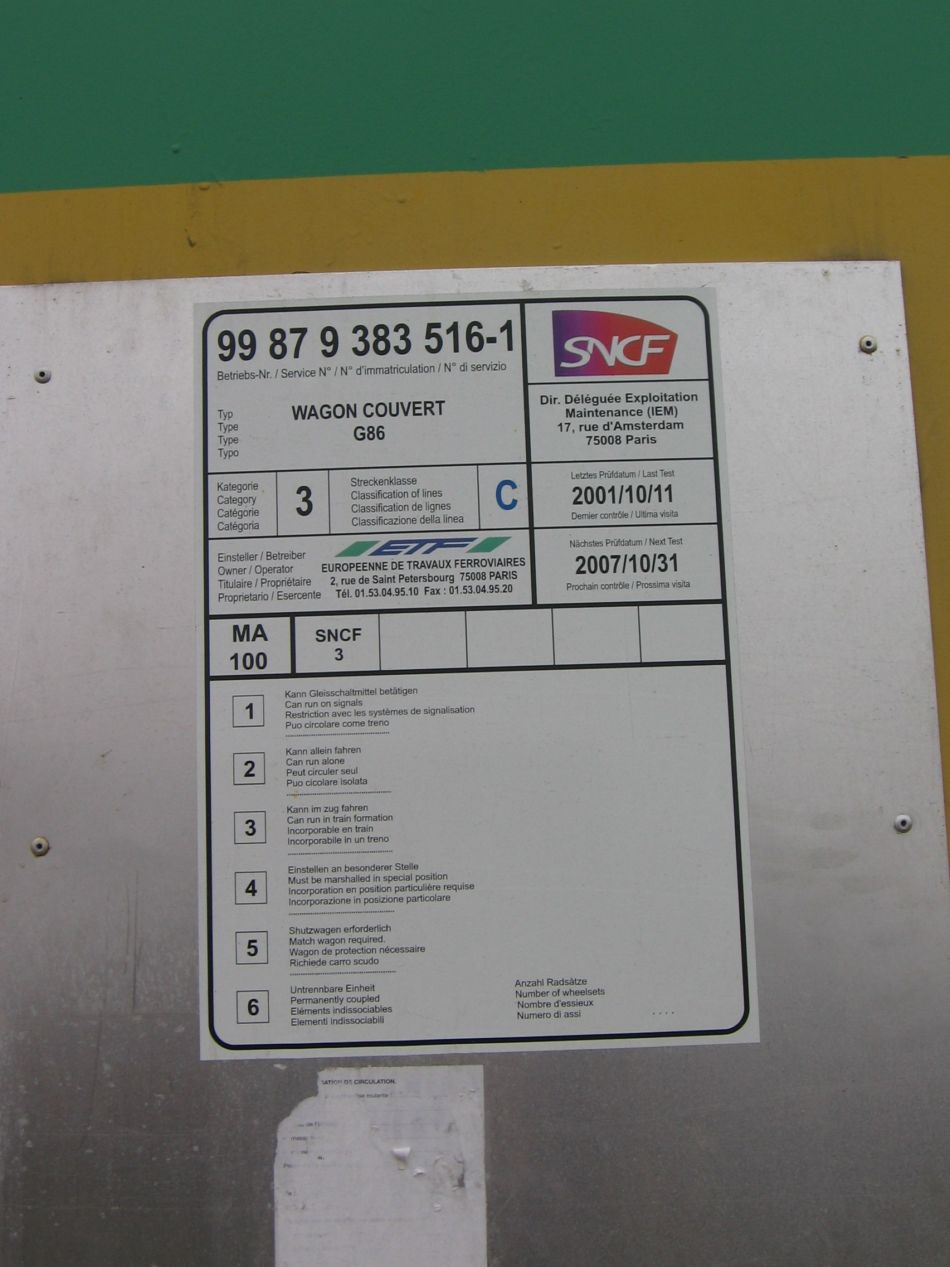 99 87 9 383 516-1
Betriebs-Nr. / Service N° / N° d'immatriculation / N° di servizio
Typ
Type
Type
Typo
WAGON COUVERT
G86
SNCF
Dir. Déléguée Exploitation
Maintenance (IEM)
17, rue d'Amsterdam
75008 Paris
Kategorie
Category
Catégorie
Catégoria
3
Streckenklasse
Classification of lines
Classification de lignes
Classificazione della linea
C
Letztes Prüfdatum / Last Test
2001/10/11
Dernier contrôle / Ultima visita
Einsteller / Betreiber
Owner / Operator
Titulaire / Propriétaire
Proprietario / Esercente
ETF
EUROPEENNE DE TRAVAUX FERROVIAIRES
2, rue de Saint Petersbourg 75008 PARIS
Tél. 01.53.04.95.10 Fax : 01.53.04.95.20
Nächstes Prüfdatum / Next Test
2007/10/31
Prochain contrôle / Prossima visita
MA
100
SNCF
3
1
Kann Gleisschaltmittel betätigen
Can run on signals
Restriction avec les systèmes de signalisation
Puo circolare come treno
2
Kann allein fahren
Can run alone
Peut circuler seul
Puo cicolare isolata
3
Kann im zug fahren
Can run in train formation
Incorporable en train
Incorporabile in un treno
4
Einstellen an besonderer Stelle
Must be marshalled in special position
Incorporation en position particulière requise
Incorporazione in posizione particolare
5
Shutzwagen erforderlich
Match wagon required.
Wagon de protection nécessaire
Richiede carro scudo
6
Untrennbare Einheit
Permanently coupled
Eléments indissociables
Elementi indissociabili
Anzahl Radsätze
Number of wheelsets
Nombre d'essieux
Numero di assi
....
DE CIRCULATION.